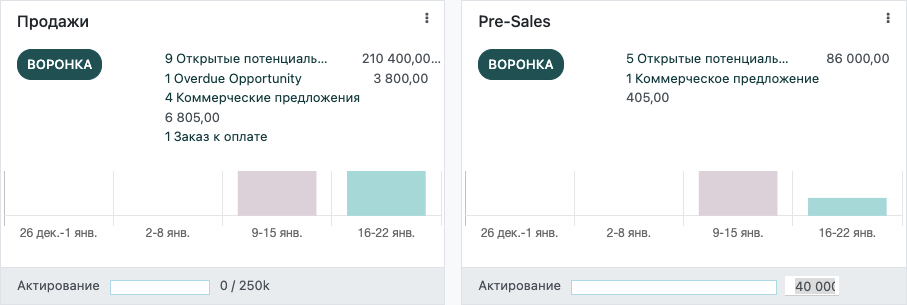 Продажи
ВОРОНКА
9 Открытые потенциаль... 210 400,00...
1 Overdue Opportunity 3 800,00
4 Коммерческие предложения
6 805,00
1 Заказ к оплате
26 дек.-1 янв. 2-8 янв. 9-15 янв. 16-22 янв.
Актирование 0 / 250k
Pre-Sales
ВОРОНКА
5 Открытые потенциаль... 86 000,00
1 Коммерческое предложение
405,00
26 дек.-1 янв. 2-8 янв. 9-15 янв. 16-22 янв.
Актирование 40 000